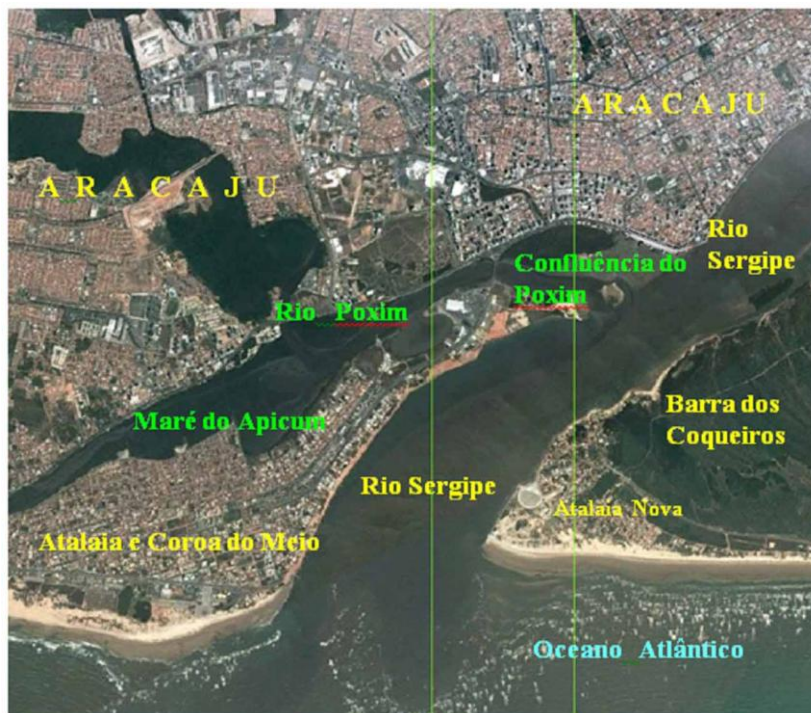 A R A C A J U
A R A C A J U
Rio
Sergipe
Confluência do
Poxim
Rio Poxim
Barra dos
Coqueiros
Maré do Apicum
Rio Sergipe
Atalaia Nova
Atalaia e Coroa do Meio
Oceano Atlântico